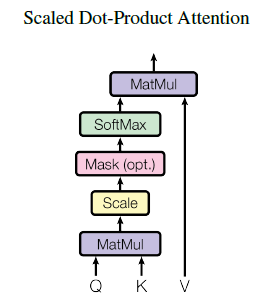 Scaled Dot-Product Attention
MatMul
SoftMax
Mask (opt.)
Scale
MatMul
Q K V